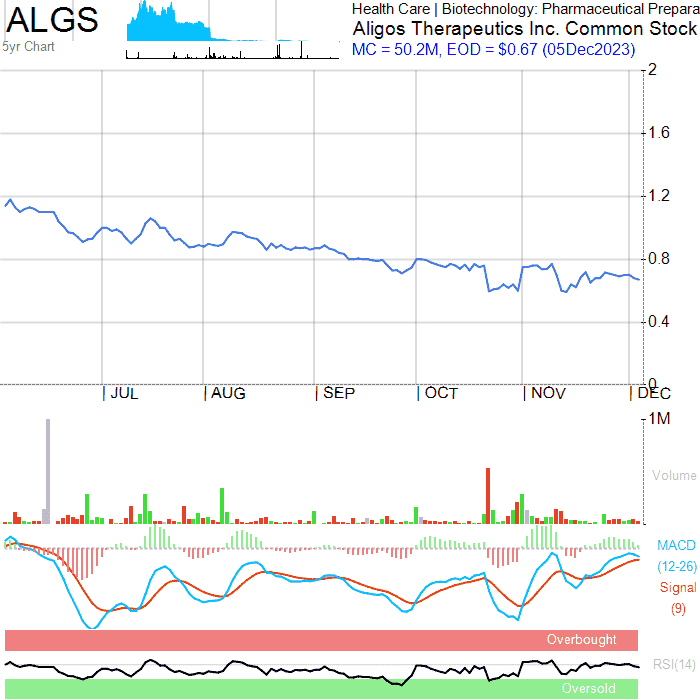 ALGS
5yr Chart
Health Care | Biotechnology: Pharmaceutical Prepara
Aligos Therapeutics Inc. Common Stock
MC = 50.2M, EOD = $0.67 (05Dec2023)
2
1.6
1.2
0.8
0.4
0
| JUL | AUG | SEP | OCT | NOV | DEC
1M
Volume
MACD
(12-26)
Signal
(9)
Overbought
RSI(14)
Oversold